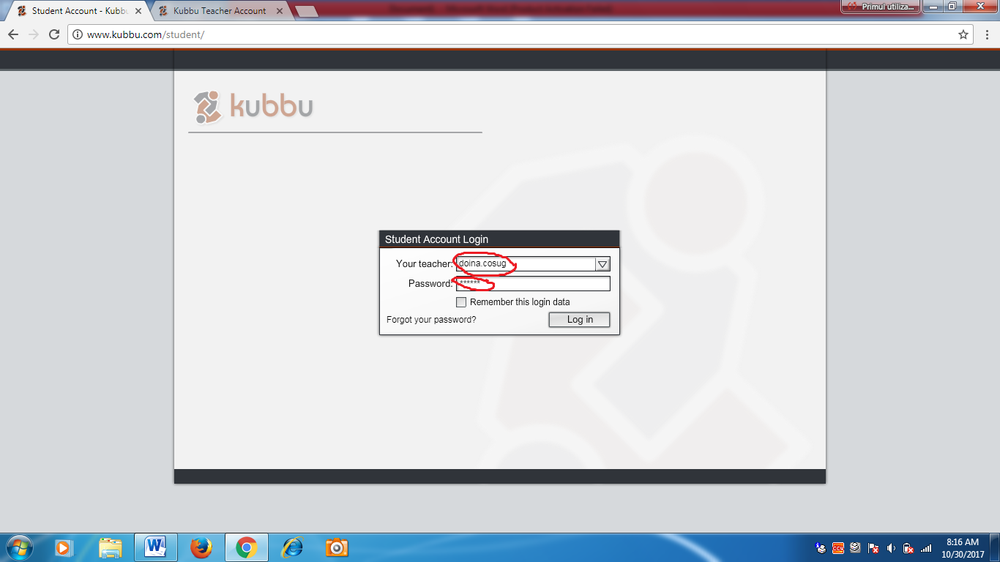 Student Account - Kubbu
Kubbu Teacher Account
Primul utiliza...
www.kubbu.com/student/
kubbu
Student Account Login
Your teacher: doina.cosug
Password: ******
Remember this login data
Forgot your password? Log in
8:16 AM
10/30/2017